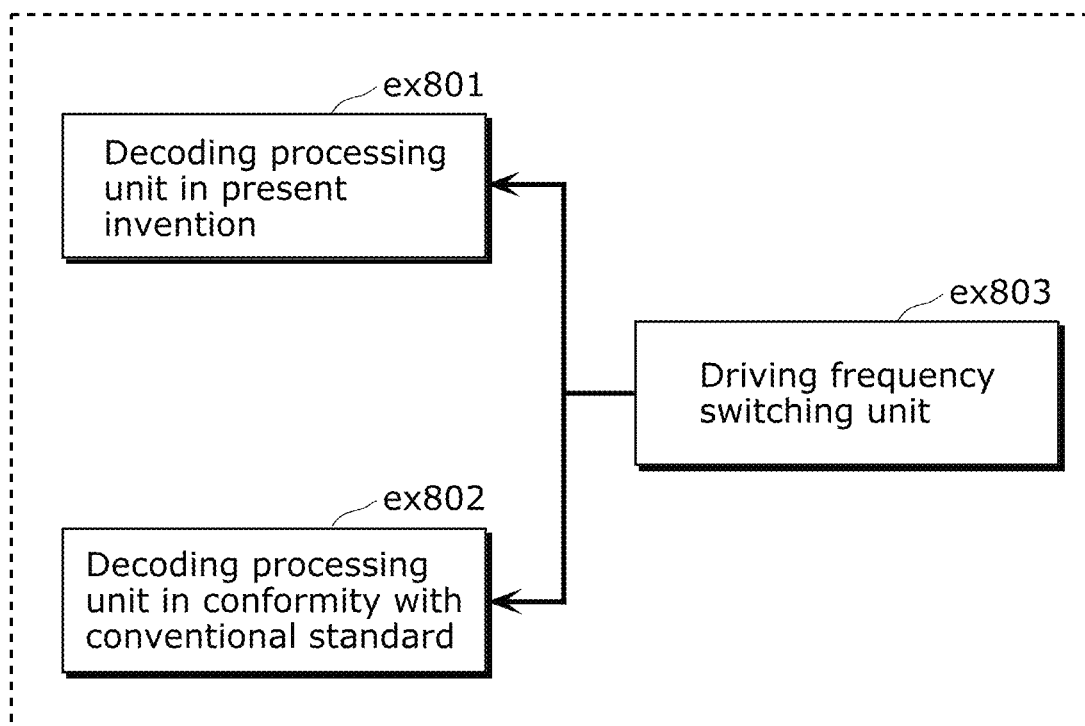 ex801
Decoding processing
unit in present
invention
ex803
Driving frequency
switching unit
ex802
Decoding processing
unit in conformity with
conventional standard